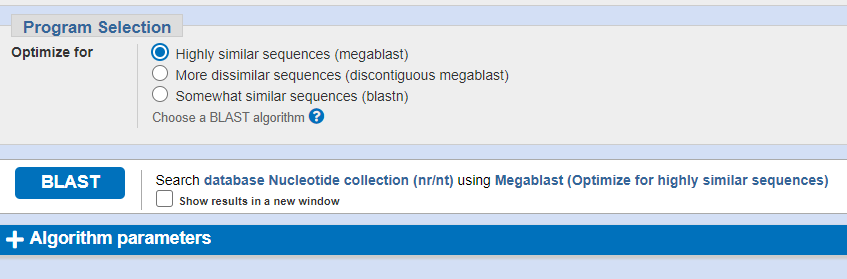 Program Selection
Optimize for
Highly similar sequences (megablast)
More dissimilar sequences (discontiguous megablast)
Somewhat similar sequences (blastn)
Choose a BLAST algorithm ?
BLAST
Search database Nucleotide collection (nr/nt) using Megablast (Optimize for highly similar sequences)
Show results in a new window
+ Algorithm parameters